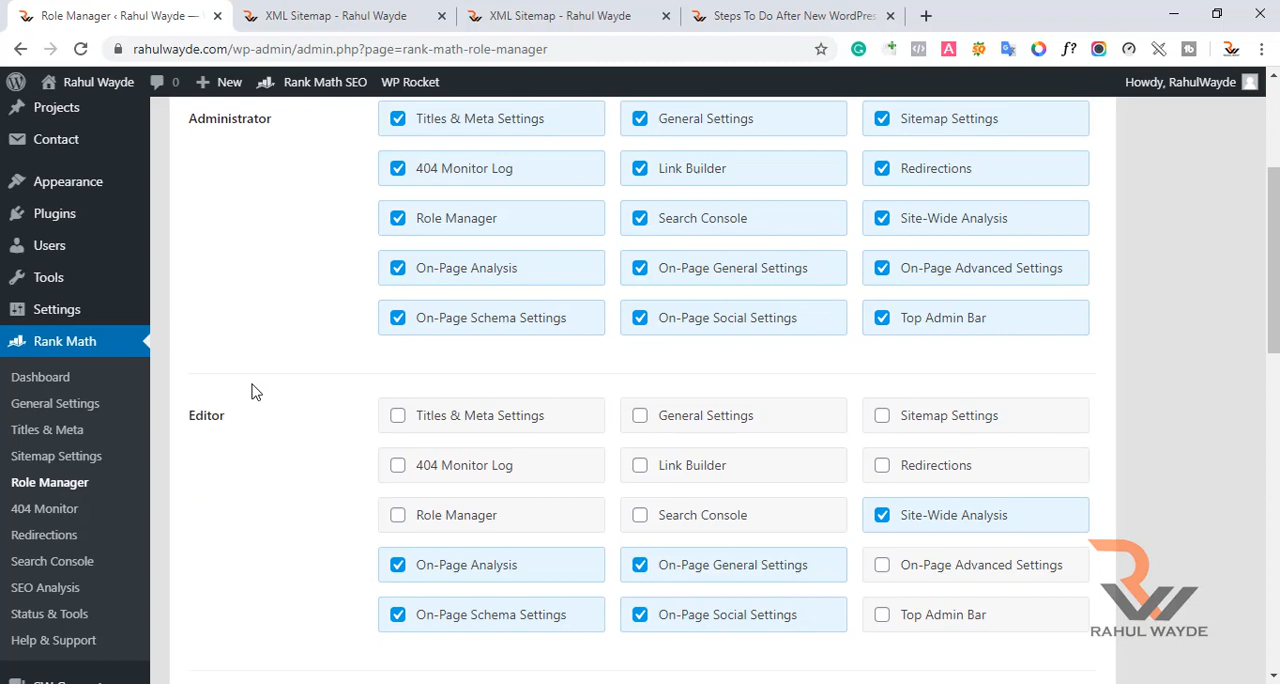 Role Manager ‹ Rahul Wayde —
XML Sitemap - Rahul Wayde
XML Sitemap - Rahul Wayde
Steps To Do After New WordPres
rahulwayde.com/wp-admin/admin.php?page=rank-math-role-manager
Rahul Wayde 0 New Rank Math SEO WP Rocket Howdy, RahulWayde
Projects
Contact
Appearance
Plugins
Users
Tools
Settings
Rank Math
Dashboard
General Settings
Titles & Meta
Sitemap Settings
Role Manager
404 Monitor
Redirections
Search Console
SEO Analysis
Status & Tools
Help & Support
Administrator
Titles & Meta Settings General Settings Sitemap Settings
404 Monitor Log Link Builder Redirections
Role Manager Search Console Site-Wide Analysis
On-Page Analysis On-Page General Settings On-Page Advanced Settings
On-Page Schema Settings On-Page Social Settings Top Admin Bar
Editor
Titles & Meta Settings General Settings Sitemap Settings
404 Monitor Log Link Builder Redirections
Role Manager Search Console Site-Wide Analysis
On-Page Analysis On-Page General Settings On-Page Advanced Settings
On-Page Schema Settings On-Page Social Settings Top Admin Bar
RAHUL WAYDE